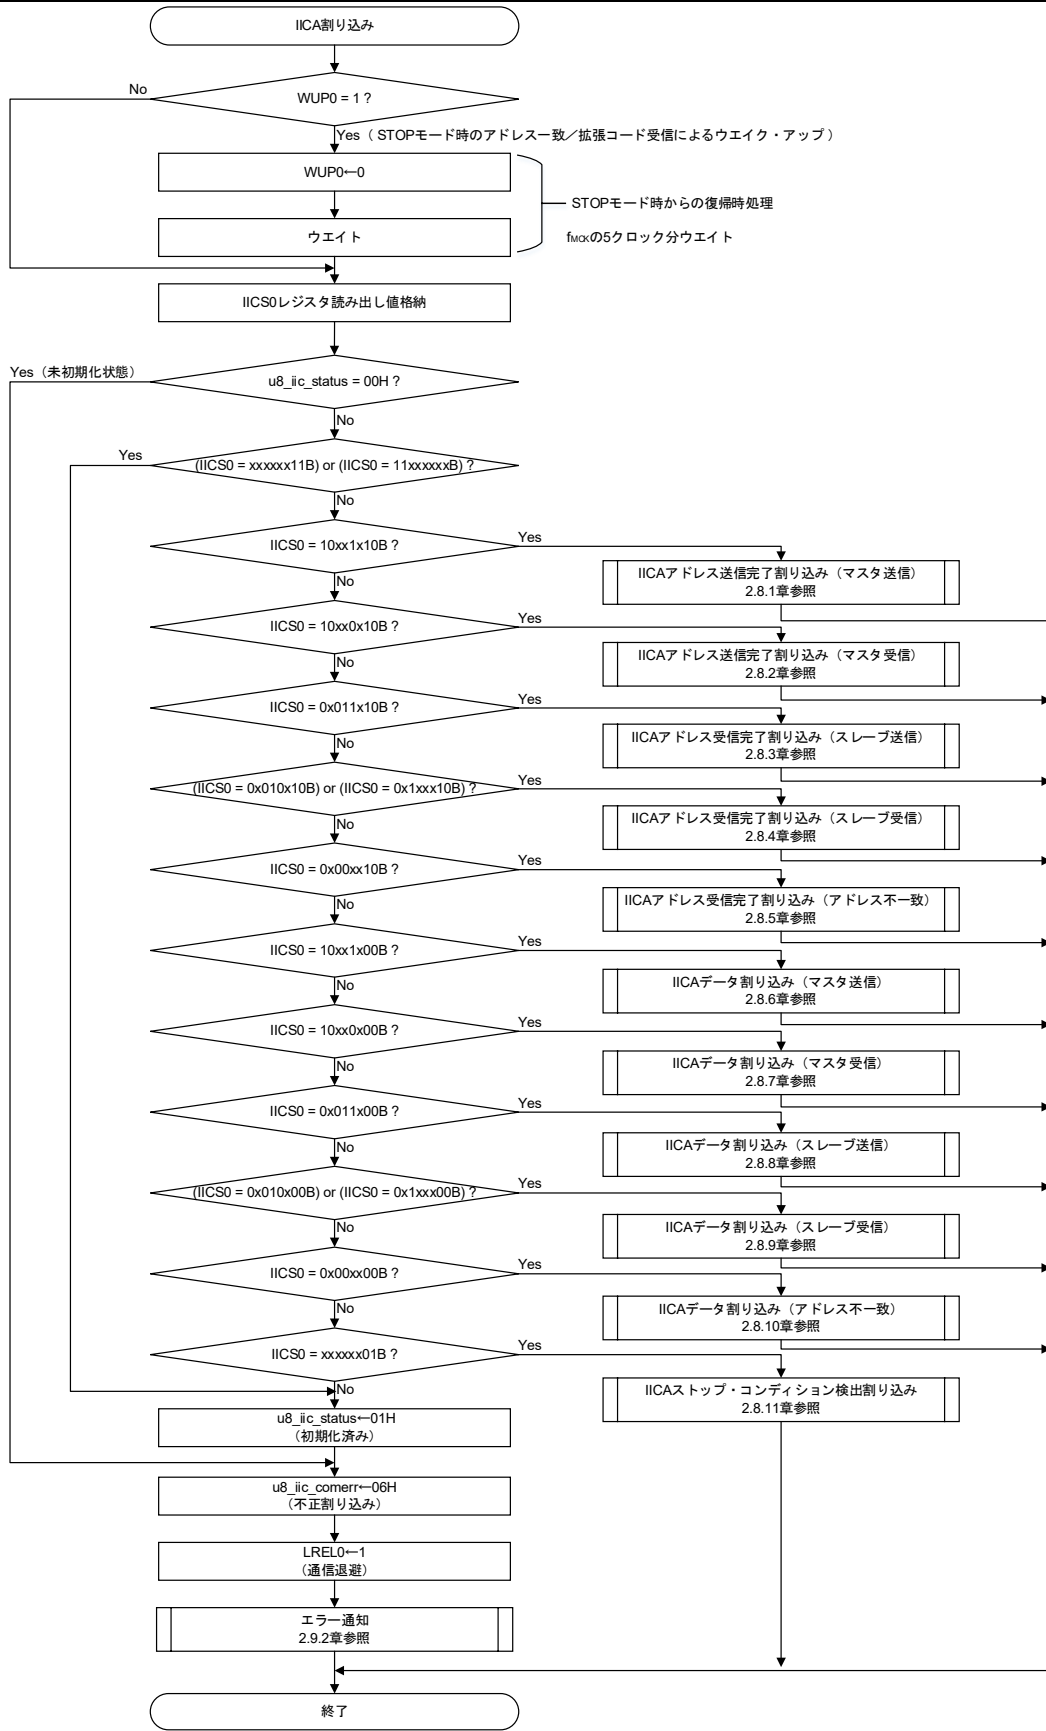 IICA割り込み
No
WUP0 = 1 ?
Yes（ STOPモード時のアドレス一致／拡張コード受信によるウエイク・アップ ）
WUP0←0
STOPモード時からの復帰時処理
ウエイト
fMCKの5クロック分ウエイト
IICS0レジスタ読み出し値格納
Yes（未初期化状態）
u8_iic_status = 00H ?
No
Yes
(IICS0 = xxxxxx11B) or (IICS0 = 11xxxxxxB) ?
No
IICS0 = 10xx1x10B ?
Yes
IICAアドレス送信完了割り込み（マスタ送信）
2.8.1章参照
No
IICS0 = 10xx0x10B ?
Yes
IICAアドレス送信完了割り込み（マスタ受信）
2.8.2章参照
No
IICS0 = 0x011x10B ?
Yes
IICAアドレス受信完了割り込み（スレーブ送信）
2.8.3章参照
No
(IICS0 = 0x010x10B) or (IICS0 = 0x1xxx10B) ?
Yes
IICAアドレス受信完了割り込み（スレーブ受信）
2.8.4章参照
No
IICS0 = 0x00xx10B ?
Yes
IICAアドレス受信完了割り込み（アドレス不一致）
2.8.5章参照
No
IICS0 = 10xx1x00B ?
Yes
IICAデータ割り込み（マスタ送信）
2.8.6章参照
No
IICS0 = 10xx0x00B ?
Yes
IICAデータ割り込み（マスタ受信）
2.8.7章参照
No
IICS0 = 0x011x00B ?
Yes
IICAデータ割り込み（スレーブ送信）
2.8.8章参照
No
(IICS0 = 0x010x00B) or (IICS0 = 0x1xxx00B) ?
Yes
IICAデータ割り込み（スレーブ受信）
2.8.9章参照
No
IICS0 = 0x00xx00B ?
Yes
IICAデータ割り込み（アドレス不一致）
2.8.10章参照
No
IICS0 = xxxxxx01B ?
Yes
IICAストップ・コンディション検出割り込み
2.8.11章参照
No
u8_iic_status←01H
（初期化済み）
u8_iic_comerr←06H
（不正割り込み）
LREL0←1
（通信退避）
エラー通知
2.9.2章参照
終了